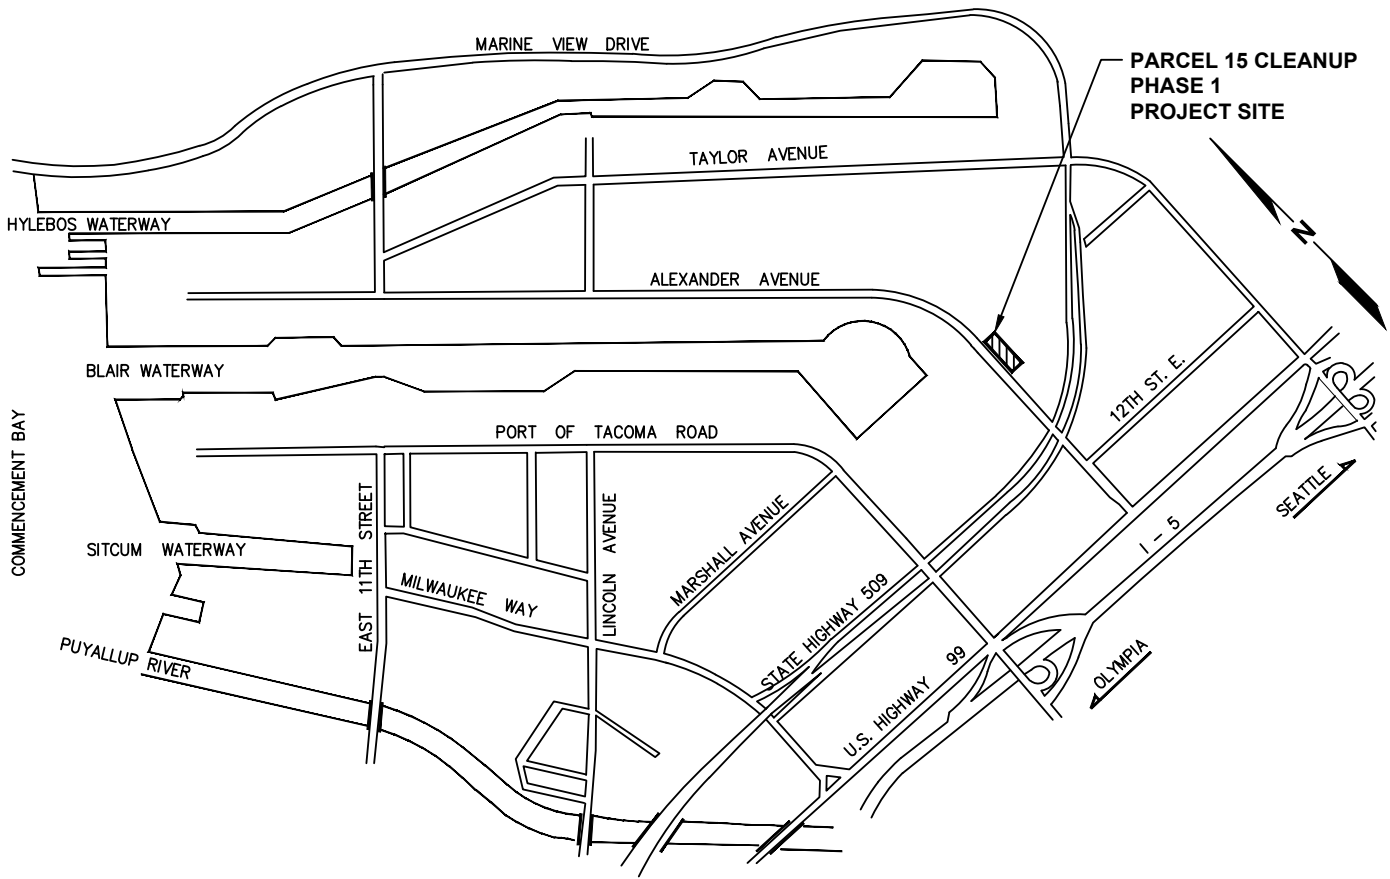 MARINE VIEW DRIVE
PARCEL 15 CLEANUP
PHASE 1
PROJECT SITE
TAYLOR AVENUE
N
HYLEBOS WATERWAY
ALEXANDER AVENUE
BLAIR WATERWAY
12TH ST. E.
COMMENCEMENT BAY
PORT OF TACOMA ROAD
SEATTLE
EAST 11TH STREET
LINCOLN AVENUE
MARSHALL AVENUE
I - 5
SITCUM WATERWAY
MILWAUKEE WAY
STATE HIGHWAY 509
PUYALLUP RIVER
U.S. HIGHWAY 99
OLYMPIA